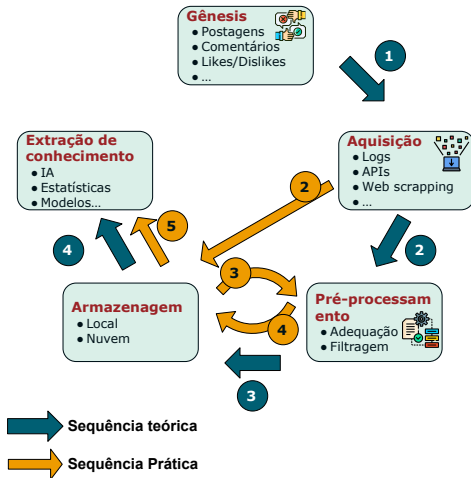 Gênesis
● Postagens
● Comentários
● Likes/Dislikes
● ...
1
Extração de
conhecimento
● IA
● Estatísticas
● Modelos...
Aquisição
● Logs
● APIs
● Web scrapping
● ...
2
5
4
2
3
Armazenagem
● Local
● Nuvem
Pré-processam
ento
● Adequação
● Filtragem
4
3
Sequência teórica
Sequência Prática